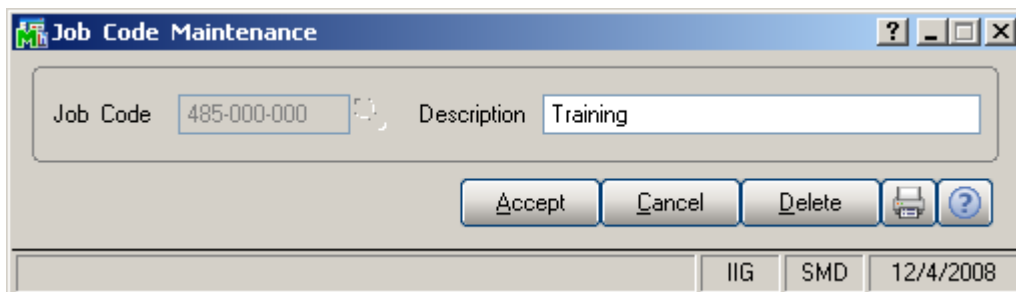 Job Code Maintenance
Job Code 485-000-000 Description Training
Accept Cancel Delete
IIG SMD 12/4/2008